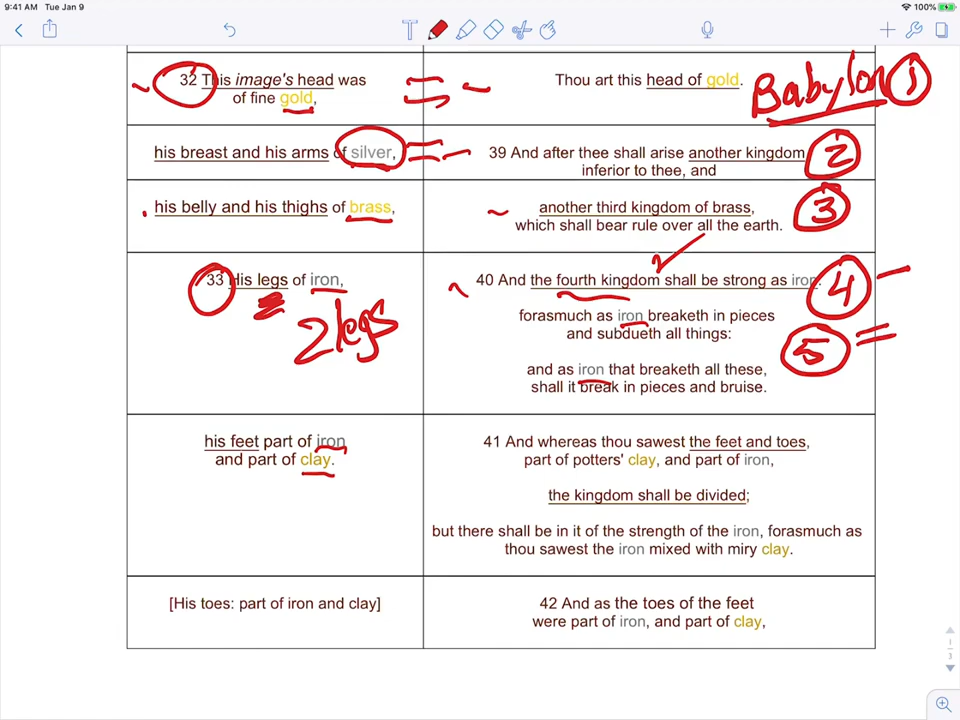 9:41 AM Tue Jan 9
100%
32 This image's head was
of fine gold,
Thou art this head of gold.
Babylon 1
his breast and his arms of silver,
39 And after thee shall arise another kingdom
inferior to thee, and
2
his belly and his thighs of brass,
another third kingdom of brass,
which shall bear rule over all the earth.
3
33 His legs of iron,
2 legs
40 And the fourth kingdom shall be strong as iron:
4
forasmuch as iron breaketh in pieces
and subdueth all things:
5
and as iron that breaketh all these,
shall it break in pieces and bruise.
his feet part of iron
and part of clay.
41 And whereas thou sawest the feet and toes,
part of potters' clay, and part of iron,
the kingdom shall be divided;
but there shall be in it of the strength of the iron, forasmuch as
thou sawest the iron mixed with miry clay.
[His toes: part of iron and clay]
42 And as the toes of the feet
were part of iron, and part of clay,
1
3